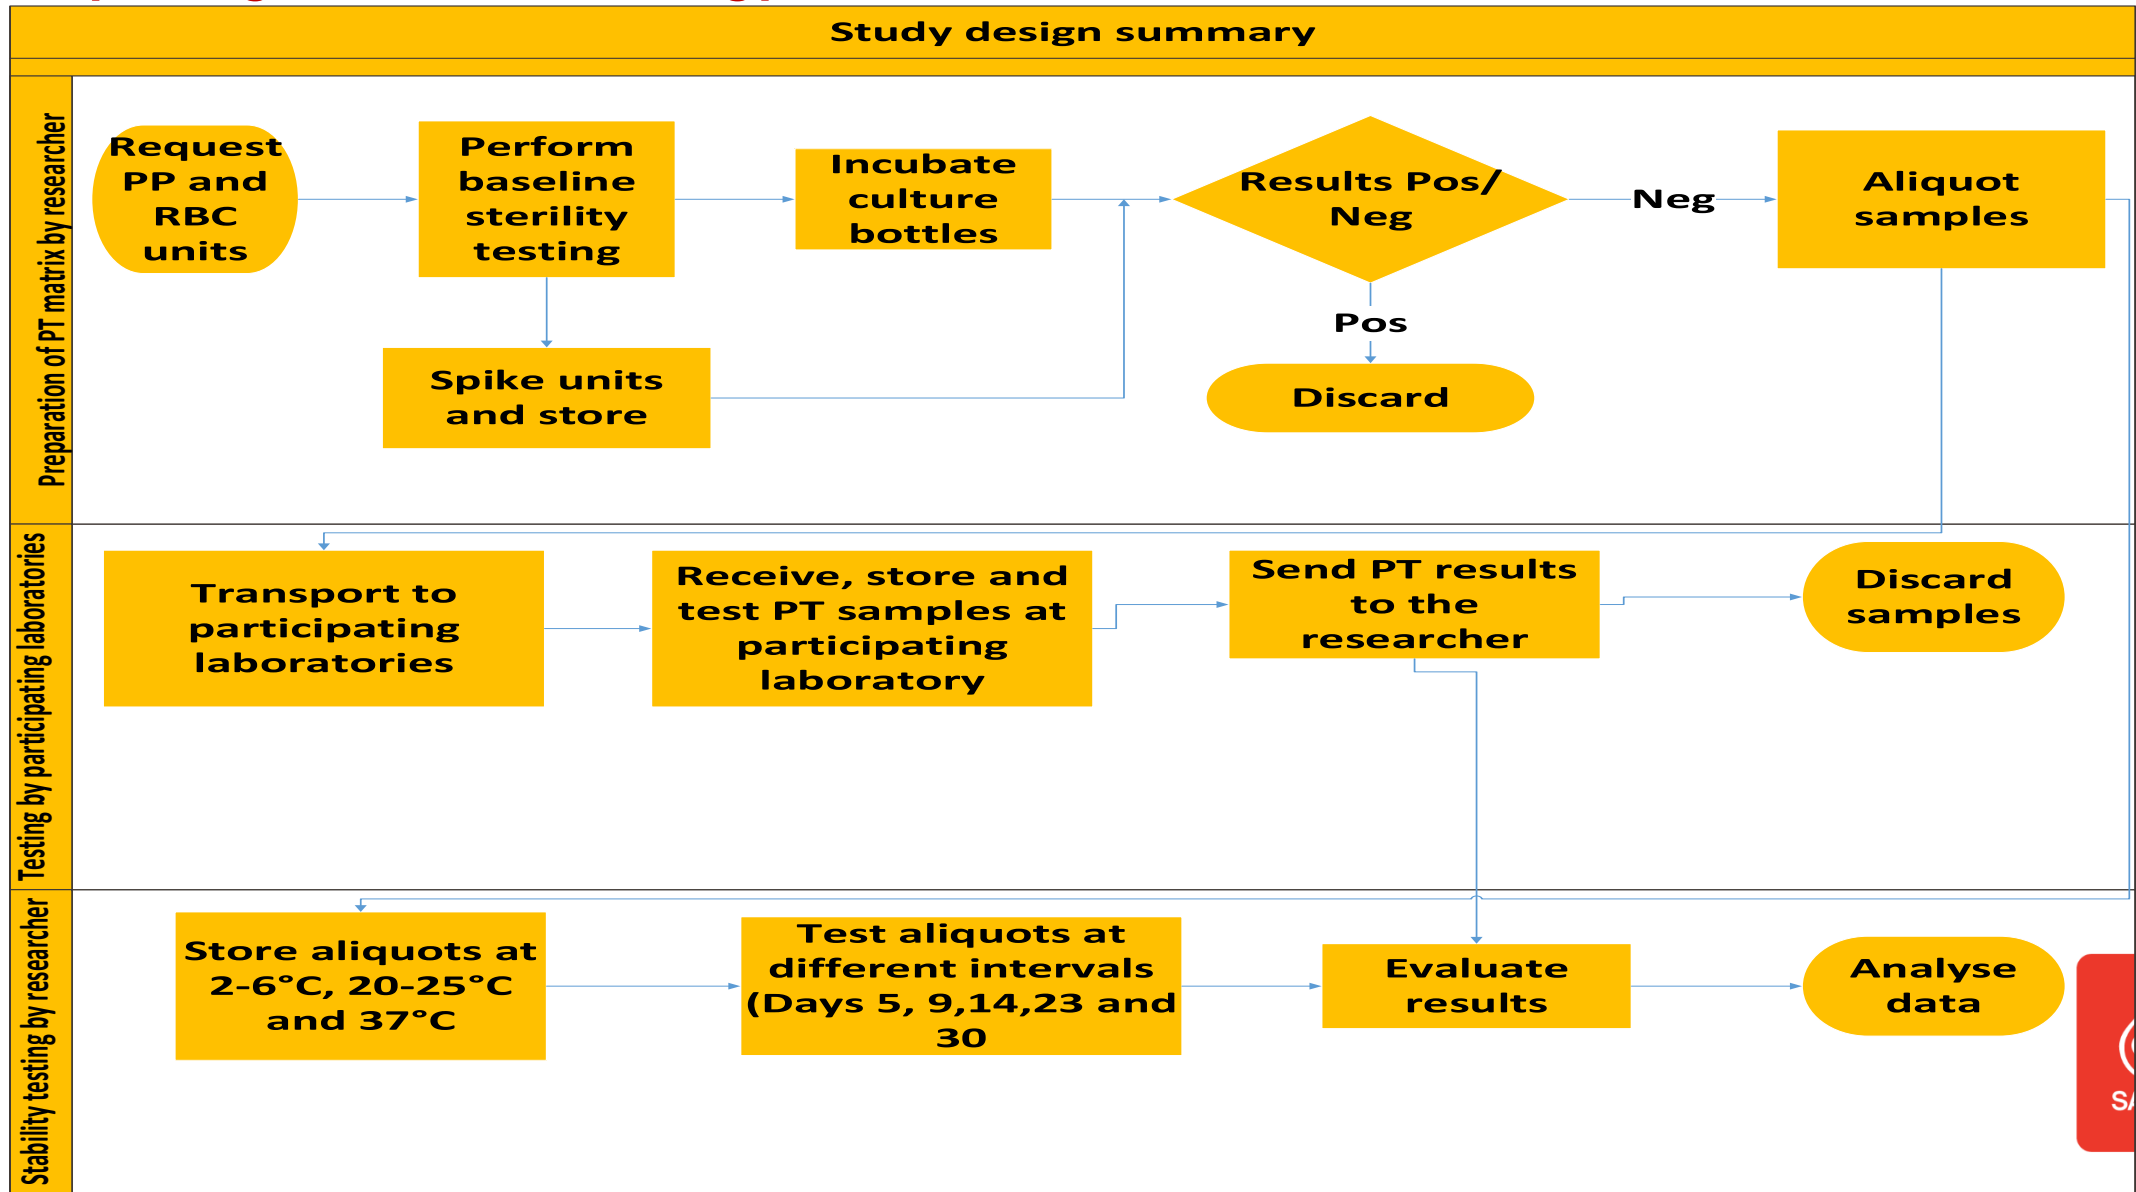 Study design summary
Preparation of PT matrix by researcher
Request
PP and
RBC
units
Perform
baseline
sterility
testing
Incubate
culture
bottles
Results Pos/
Neg
Neg
Aliquot
samples
Pos
Spike units
and store
Discard
Testing by participating laboratories
Transport to
participating
laboratories
Receive, store and
test PT samples at
participating
laboratory
Send PT results
to the
researcher
Discard
samples
Stability testing by researcher
Store aliquots at
2-6°C, 20-25°C
and 37°C
Test aliquots at
different intervals
(Days 5, 9,14,23 and
30
Evaluate
results
Analyse
data